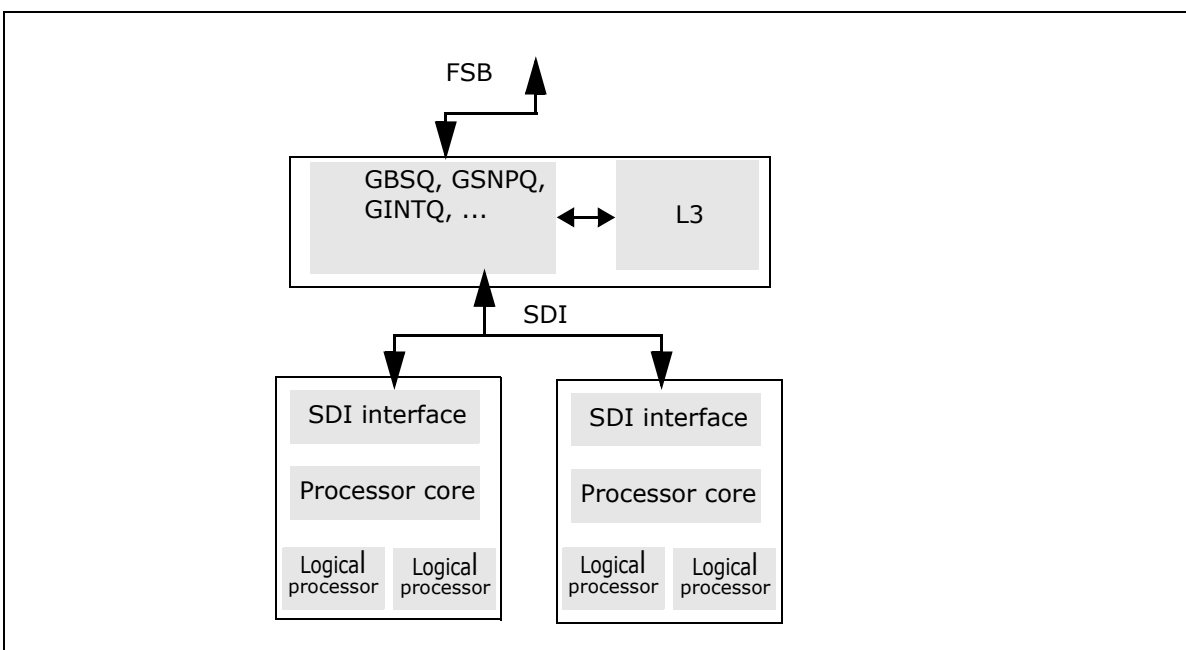 FSB
GBSQ, GSNPQ,
GINTQ, ...
L3
SDI
SDI interface
Processor core
Logical
processor
Logical
processor
SDI interface
Processor core
Logical
processor
Logical
processor